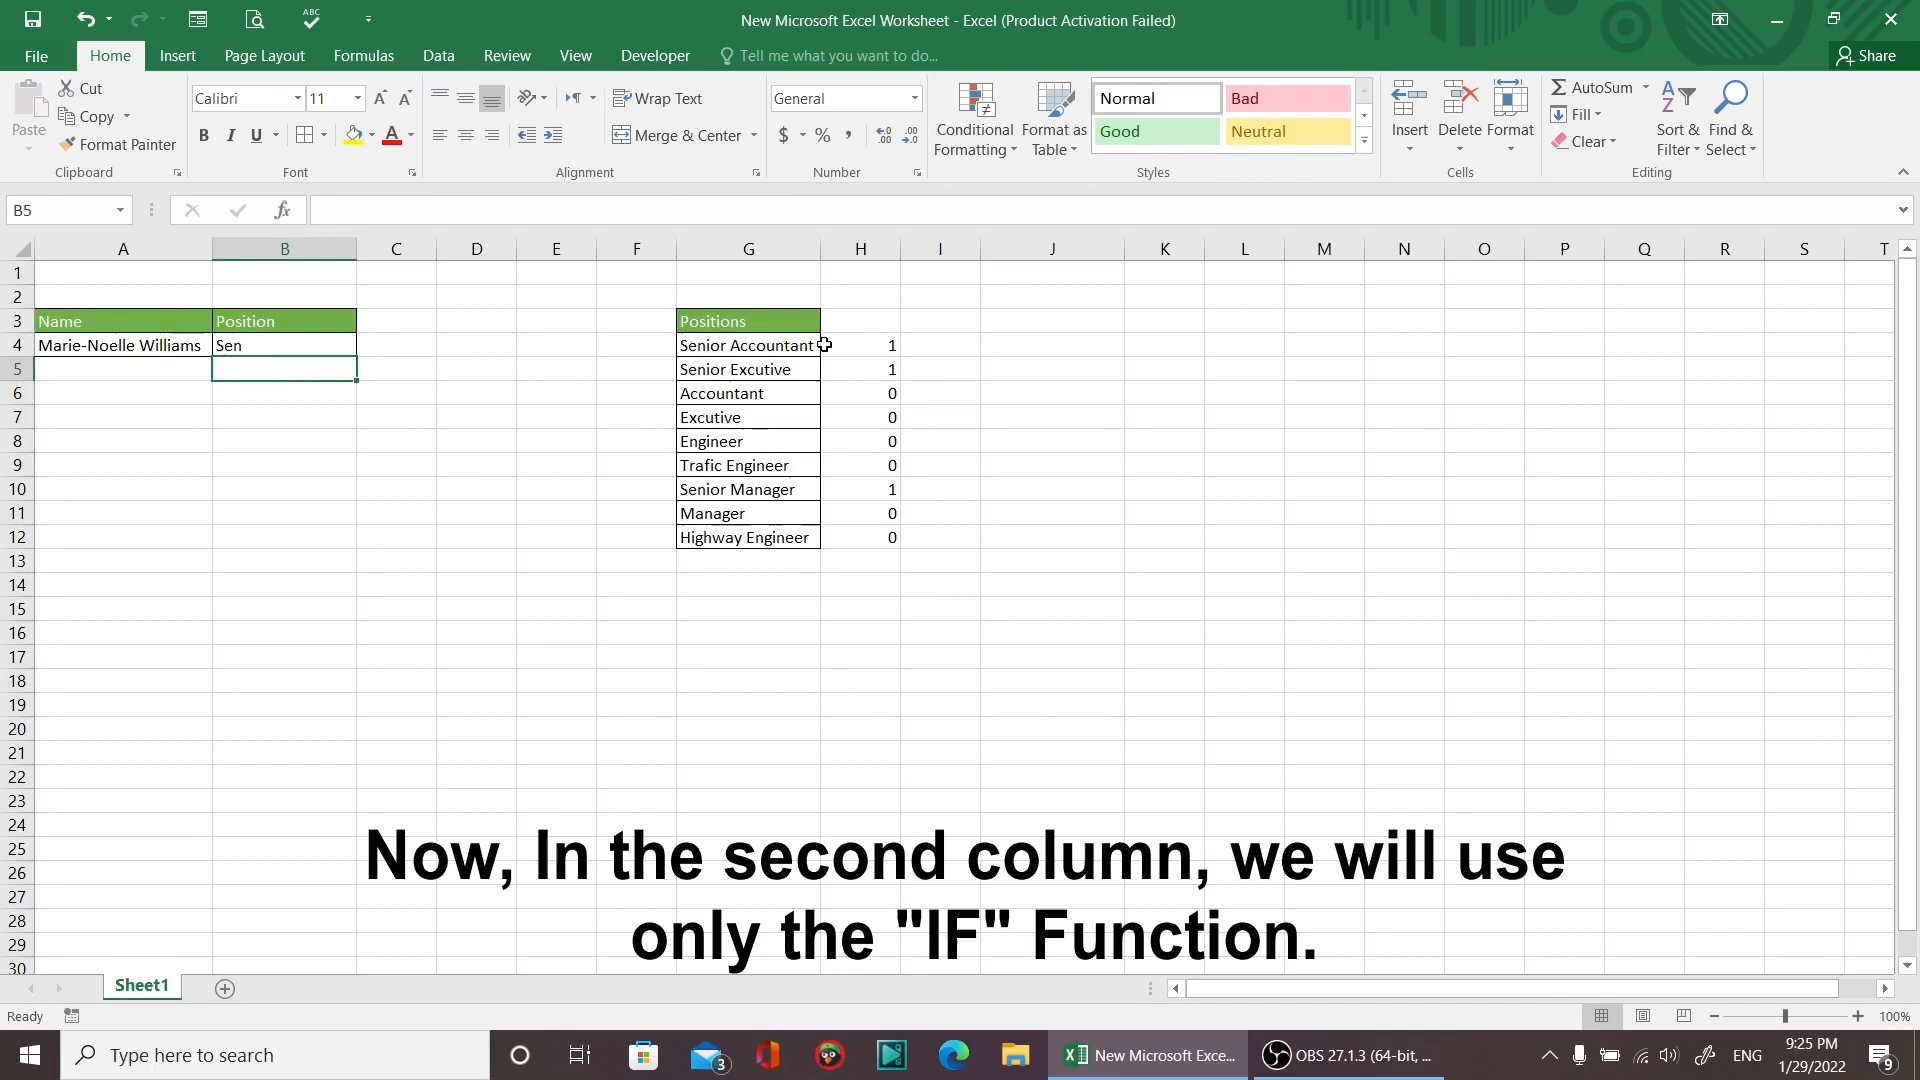 ABC
New Microsoft Excel Worksheet - Excel (Product Activation Failed)
File Home Insert Page Layout Formulas Data Review View Developer Tell me what you want to do... Share
Paste Cut
Copy
Format Painter
Clipboard
Calibri 11
B I U
Font
Wrap Text
Merge & Center
Alignment
General
$ % ,
Number
Conditional Formatting
Format as Table
Normal Bad
Good Neutral
Styles
Insert Delete Format
Cells
AutoSum
Fill
Clear
Sort & Filter
Find & Select
Editing
B5 fx
A B C D E F G H I J K L M N O P Q R S T
1
2
3 Name Position Positions
4 Marie-Noelle Williams Sen Senior Accountant 1
5 Senior Excutive 1
6 Accountant 0
7 Excutive 0
8 Engineer 0
9 Trafic Engineer 0
10 Senior Manager 1
11 Manager 0
12 Highway Engineer 0
13
14
15
16
17
18
19
20
21
22
23
24
25
26
27
28
29
30
Now, In the second column, we will use
only the "IF" Function.
Sheet1
Ready 100%
Type here to search 3 New Microsoft Exce... OBS 27.1.3 (64-bit, ... ENG 9:25 PM
1/29/2022 9